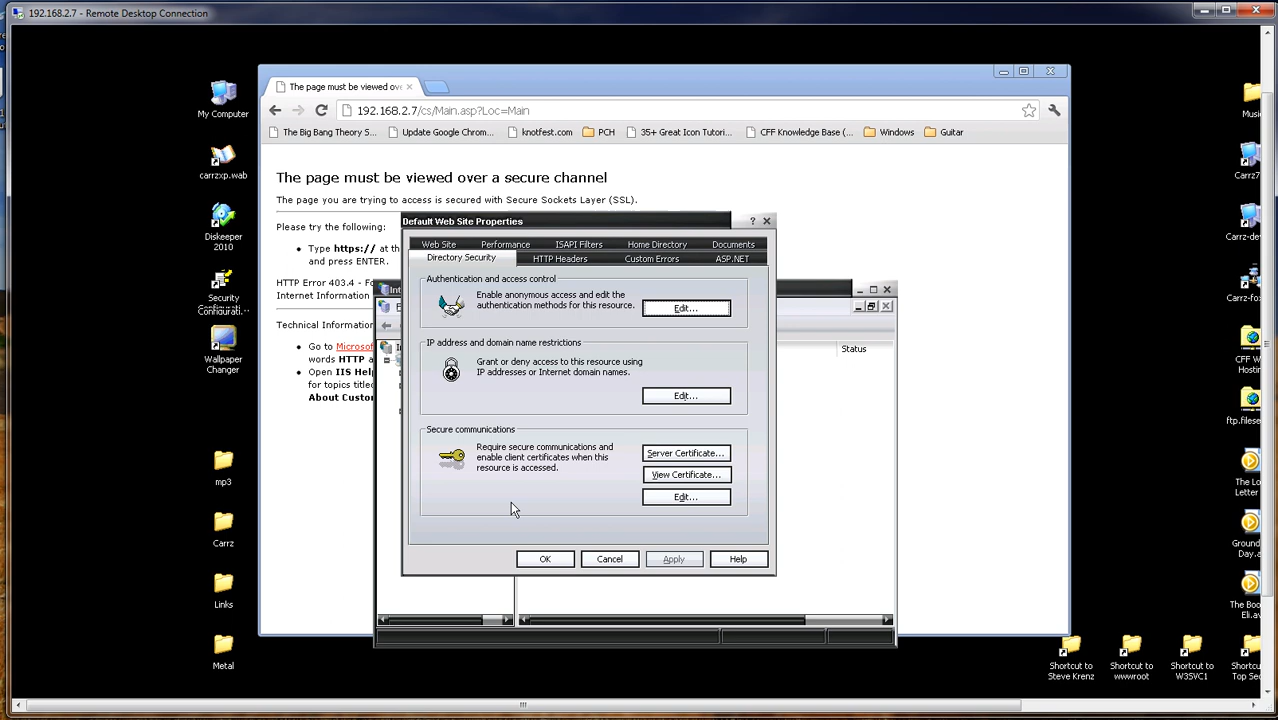 192.168.2.7 - Remote Desktop Connection
The page must be viewed ove
192.168.2.7/cs/Main.asp?Loc=Main
The Big Bang Theory S...
Update Google Chrom...
knotfest.com
PCH
35+ Great Icon Tutori...
CFF Knowledge Base (...
Windows
Guitar
My Computer
carrzxp.wab
Diskeeper
2010
Security
Configurati...
Wallpaper
Changer
mp3
Carrz
Links
Metal
The page must be viewed over a secure channel
The page you are trying to access is secured with Secure Sockets Layer (SSL).
Please try the following:
Type https:// at th
and press ENTER.
HTTP Error 403.4 - Fo
Internet Information
Technical Informatio
Go to Microsof
words HTTP a
Open IIS Help
for topics titled
About Custo
Int
Status
Default Web Site Properties
?
Web Site
Performance
ISAPI Filters
Home Directory
Documents
Directory Security
HTTP Headers
Custom Errors
ASP.NET
Authentication and access control
Enable anonymous access and edit the
authentication methods for this resource.
Edit...
IP address and domain name restrictions
Grant or deny access to this resource using
IP addresses or Internet domain names.
Edit...
Secure communications
Require secure communications and
enable client certificates when this
resource is accessed.
Server Certificate...
View Certificate...
Edit...
OK
Cancel
Apply
Help
Music
Carrz7
Carrz-de
Carrz-fo
CFF W
Hostin
ftp.filese
The Lo
Letter
Ground
Day.a
The Boo
Eli.av
Shortcut to
Steve Krenz
Shortcut to
wwwroot
Shortcut to
W3SVC1
Shortcut
Top Sec